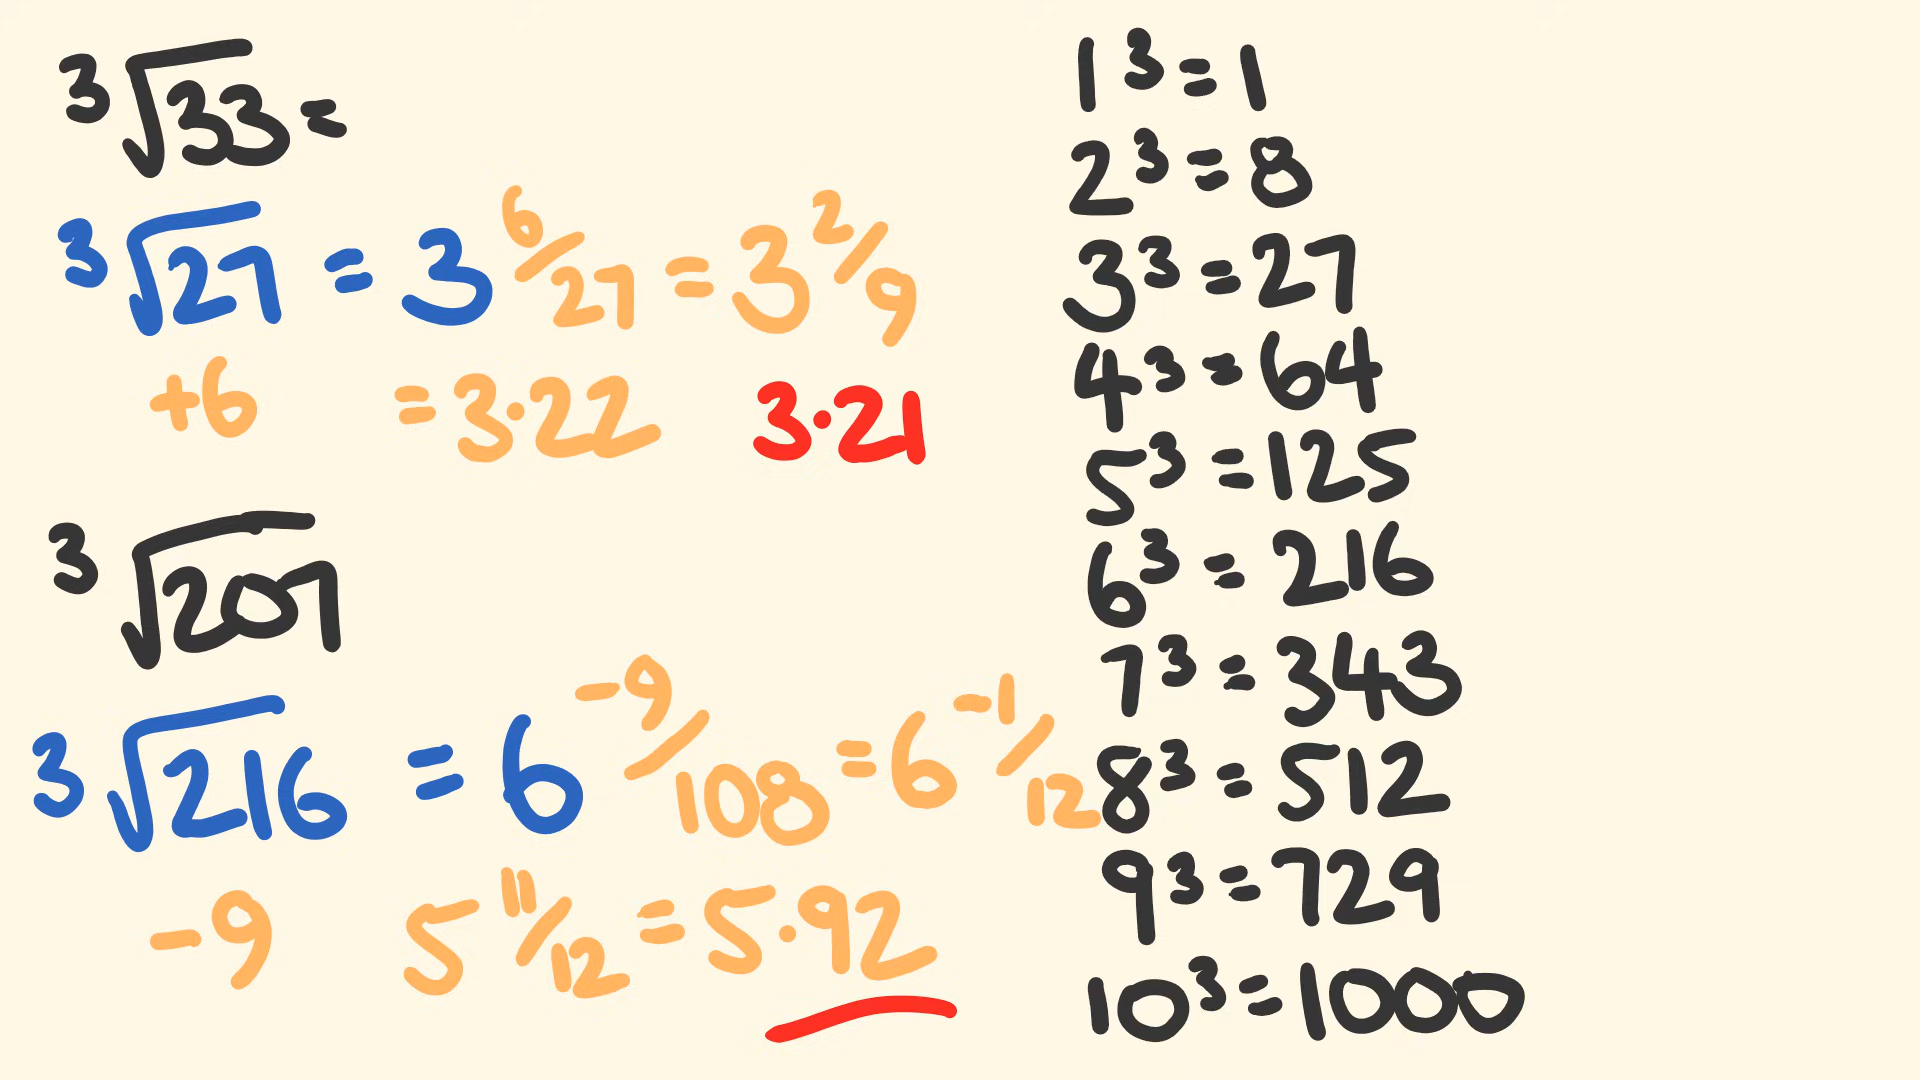 ³√33 =
³√27 = 3 6/27 = 3 2/9
+6 = 3.22 3.21
³√207
³√216 = 6 -9/108 = 6 -1/12
-9 5 11/12 = 5.92
1³ = 1
2³ = 8
3³ = 27
4³ = 64
5³ = 125
6³ = 216
7³ = 343
8³ = 512
9³ = 729
10³ = 1000